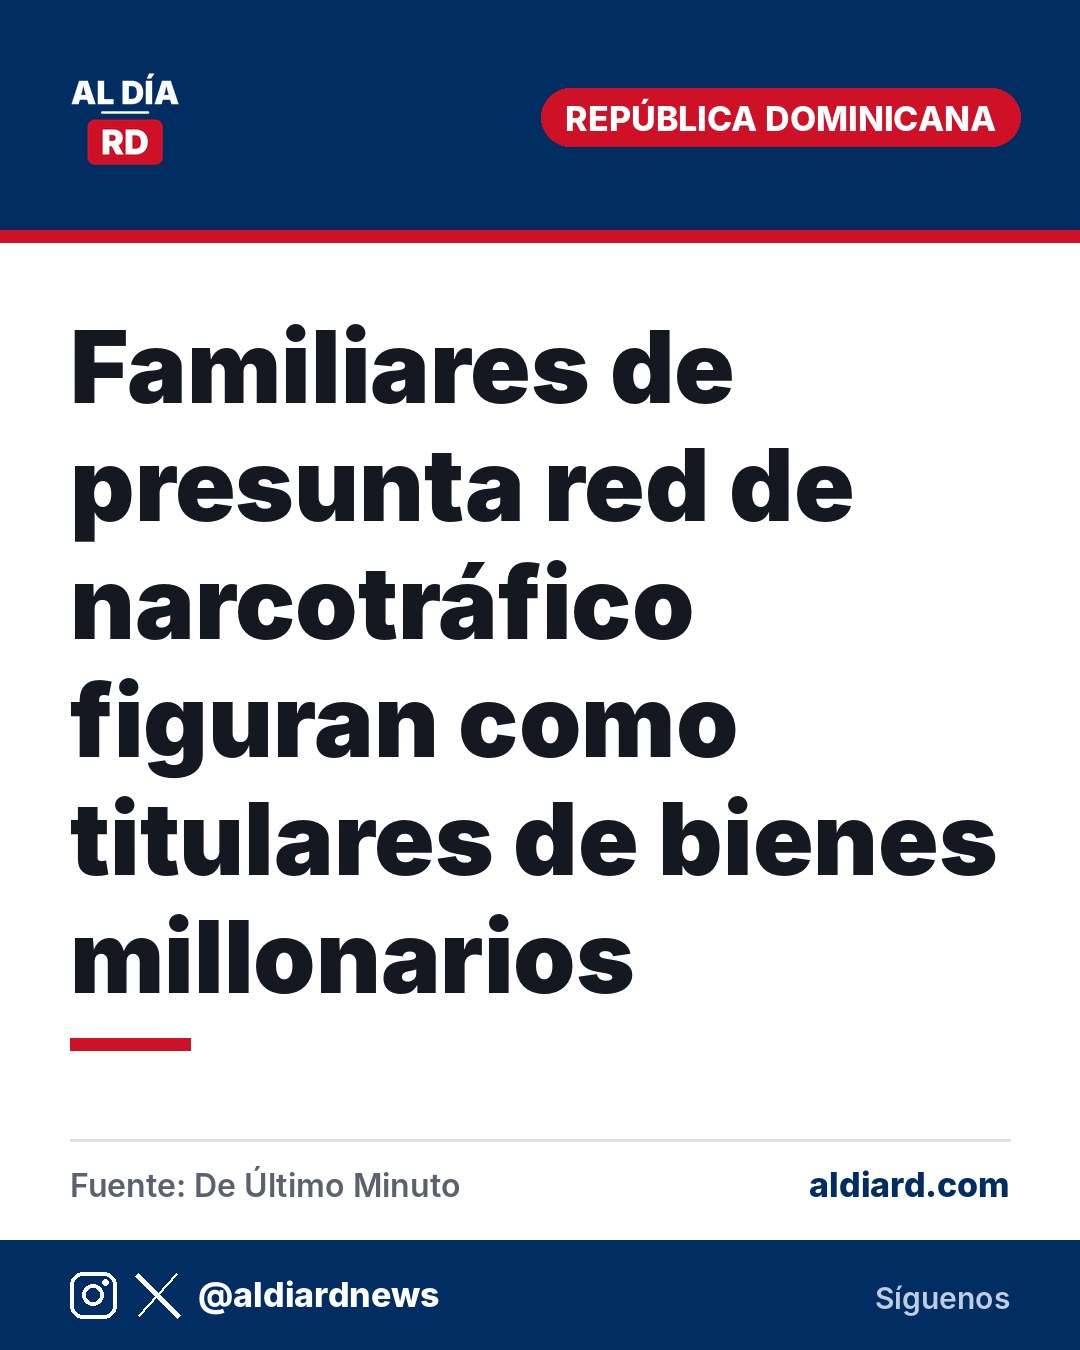 AL DÍA
RD
REPÚBLICA DOMINICANA
Familiares de
presunta red de
narcotráfico
figuran como
titulares de bienes
millonarios
Fuente: De Último Minuto
aldiard.com
@aldiardnews
Síguenos